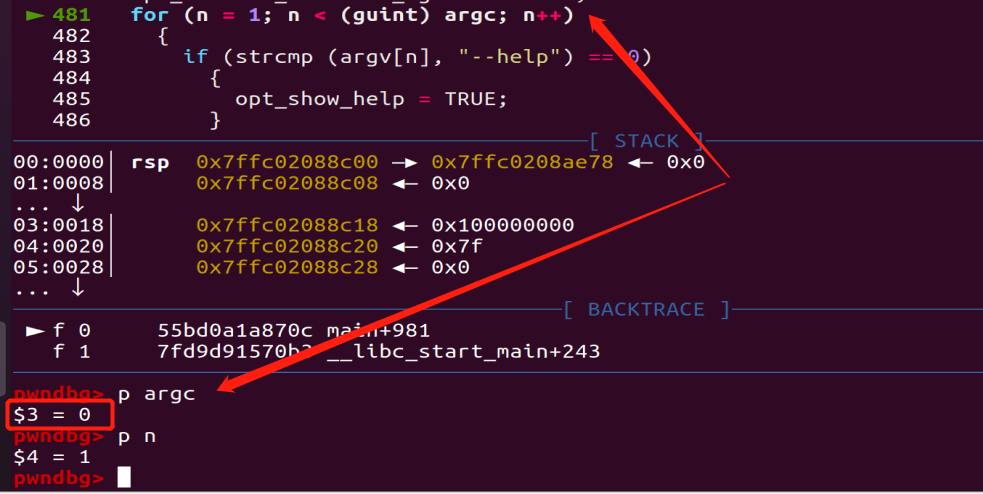 ► 481 for (n = 1; n < (guint) argc; n++)
482 {
483 if (strcmp (argv[n], "--help") == 0)
484 {
485 opt_show_help = TRUE;
486 }
[ STACK ]
00:0000│ rsp 0x7ffc02088c00 —▸ 0x7ffc0208ae78 ◂— 0x0
01:0008│ 0x7ffc02088c08 ◂— 0x0
... ↓
03:0018│ 0x7ffc02088c18 ◂— 0x100000000
04:0020│ 0x7ffc02088c20 ◂— 0x7f
05:0028│ 0x7ffc02088c28 ◂— 0x0
... ↓
[ BACKTRACE ]
► f 0 55bd0a1a870c main+981
f 1 __libc_start_main+243
pwndbg> p argc
$3 = 0
pwndbg> p n
$4 = 1
pwndbg>